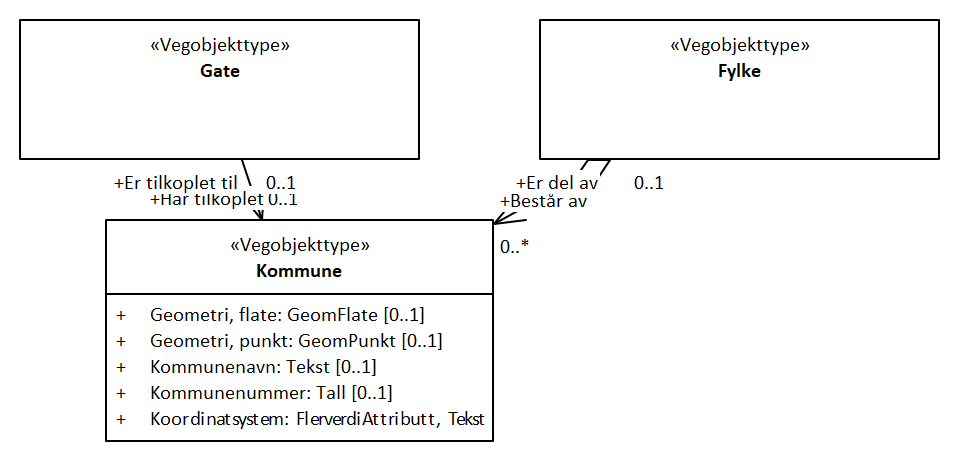 «Vegobjekttype»
Gate
«Vegobjekttype»
Fylke
+Er tilkoplet til 0..1
+Har tilkoplet 0..1
+Er del av 0..1
+Består av
0..*
«Vegobjekttype»
Kommune
+ Geometri, flate: GeomFlate [0..1]
+ Geometri, punkt: GeomPunkt [0..1]
+ Kommunenavn: Tekst [0..1]
+ Kommunenummer: Tall [0..1]
+ Koordinatsystem: FlerverdiAttributt, Tekst